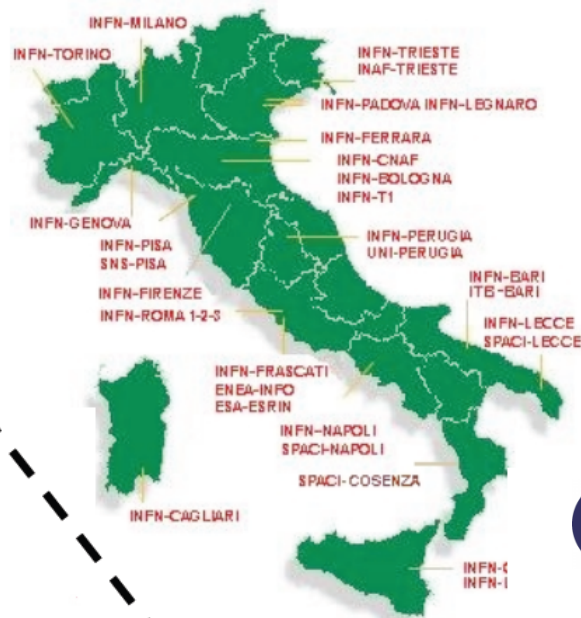 INFN-MILANO
INFN-TORINO
INFN-TRIESTE
INAF-TRIESTE
INFN-PADOVA INFN-LEGNARO
INFN-FERRARA
INFN-CNAF
INFN-BOLOGNA
INFN-T1
INFN-GENOVA
INFN-PISA
SNS-PISA
INFN-PERUGIA
UNI-PERUGIA
INFN-FIRENZE
INFN-ROMA 1-2-3
INFN-BARI
ITB-BARI
INFN-LECCE
SPACI-LECCE
INFN-FRASCATI
ENEA-INFO
ESA-ESRIN
INFN-NAPOLI
SPACI-NAPOLI
SPACI-COSENZA
INFN-CAGLIARI
INFN-
INFN-